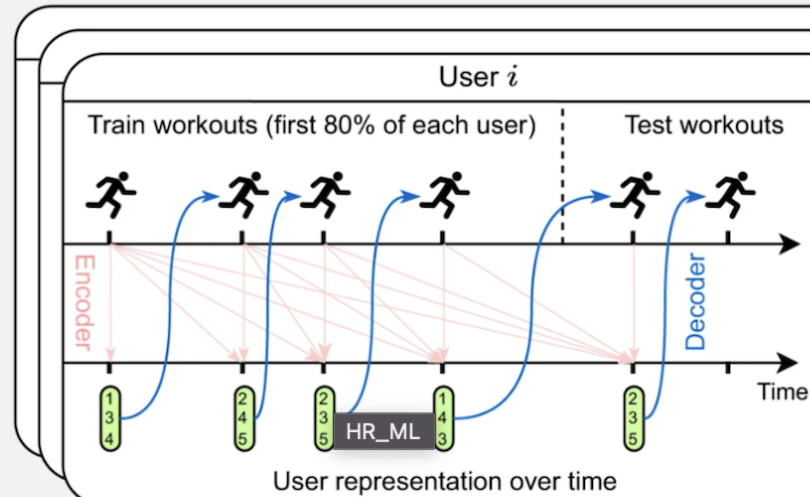 User i
Train workouts (first 80% of each user)
Test workouts
Encoder
Decoder
Time
1
3
4
2
4
5
2
3
5
HR_ML
1
4
3
2
3
5
User representation over time